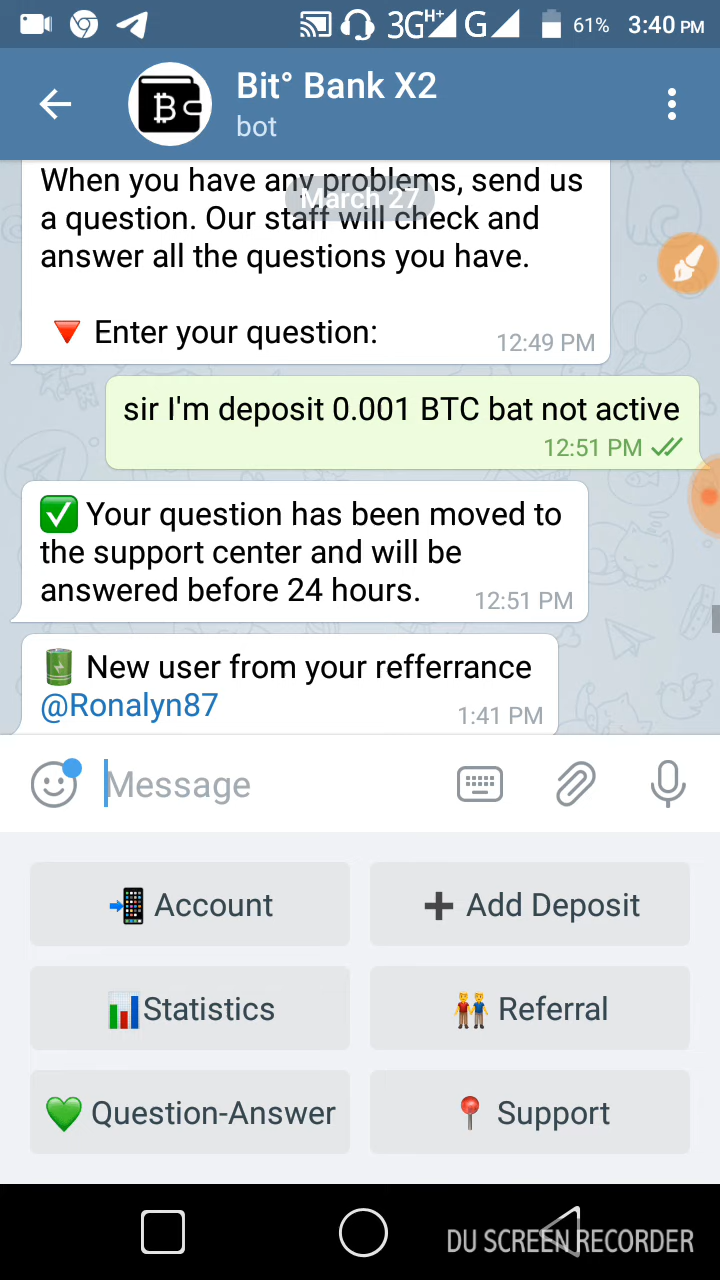 3G H+ G 61% 3:40 PM
Bit° Bank X2
bot
When you have any problems, send us
March 27
a question. Our staff will check and
answer all the questions you have.
🔻 Enter your question:
12:49 PM
sir I'm deposit 0.001 BTC bat not active
12:51 PM
✅ Your question has been moved to
the support center and will be
answered before 24 hours.
12:51 PM
🔋 New user from your refferrance
@Ronalyn87
1:41 PM
Message
📲 Account
➕ Add Deposit
📊Statistics
👬 Referral
💚 Question-Answer
📍 Support
DU SCREEN RECORDER